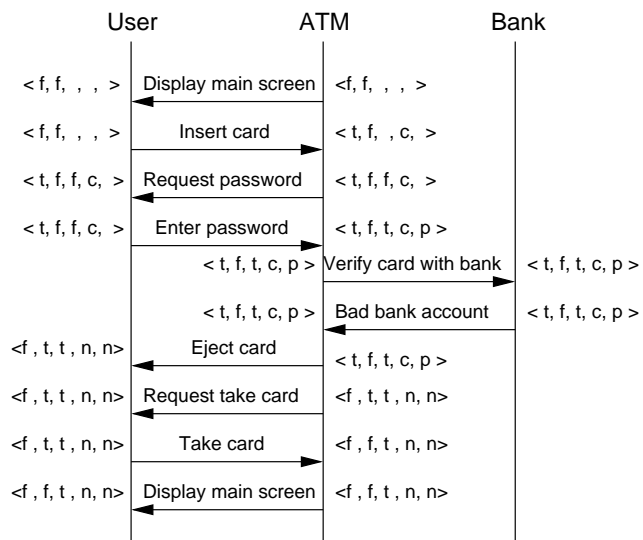 User ATM Bank
< f, f, , , > Display main screen <f, f, , , >
< f, f, , , > Insert card < t, f, , c, >
< t, f, f, c, > Request password < t, f, f, c, >
< t, f, f, c, > Enter password < t, f, t, c, p >
< t, f, t, c, p > Verify card with bank < t, f, t, c, p >
< t, f, t, c, p > Bad bank account < t, f, t, c, p >
<f , t, t , n, n> Eject card < t, f, t, c, p >
<f , t, t , n, n> Request take card <f , t, t , n, n>
<f , t, t , n, n> Take card <f , f, t , n, n>
<f , f, t , n, n> Display main screen <f , f, t , n, n>